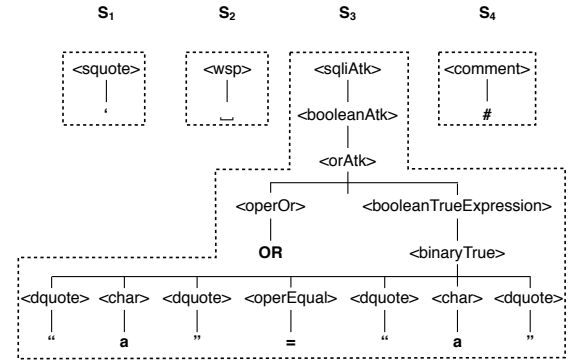 S1 S2 S3 S4
<squote> <wsp> <sqliAtk> <comment>
‘ ⎵ <booleanAtk> #
<orAtk>
<operOr> <booleanTrueExpression>
OR <binaryTrue>
<dquote> <char> <dquote> <operEqual> <dquote> <char> <dquote>
“ a ” = “ a ”